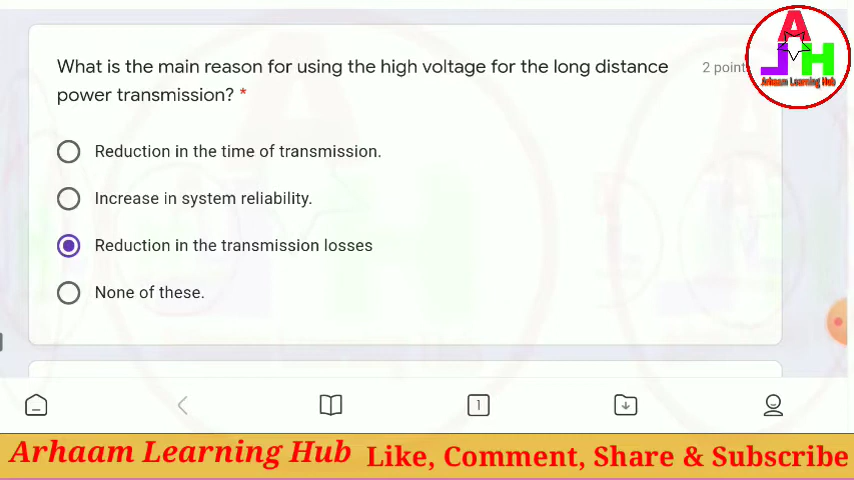 What is the main reason for using the high voltage for the long distance
power transmission? *
2 point
A
J H
Arhaam Learning Hub
Reduction in the time of transmission.
Increase in system reliability.
Reduction in the transmission losses
None of these.
1
Arhaam Learning Hub Like, Comment, Share & Subscribe